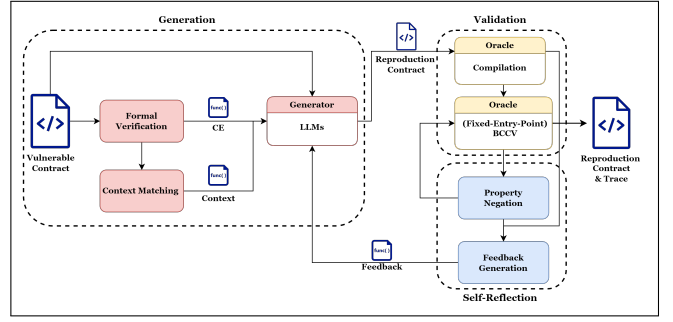 Generation
Validation
</>
Vulnerable
Contract
Formal
Verification
func()
CE
Context Matching
func()
Context
Generator
LLMs
</>
Reproduction
Contract
Oracle
Compilation
Oracle
(Fixed-Entry-Point)
BCCV
</>
Reproduction
Contract
& Trace
Property
Negation
Feedback
Generation
func()
Feedback
Self-Reflection